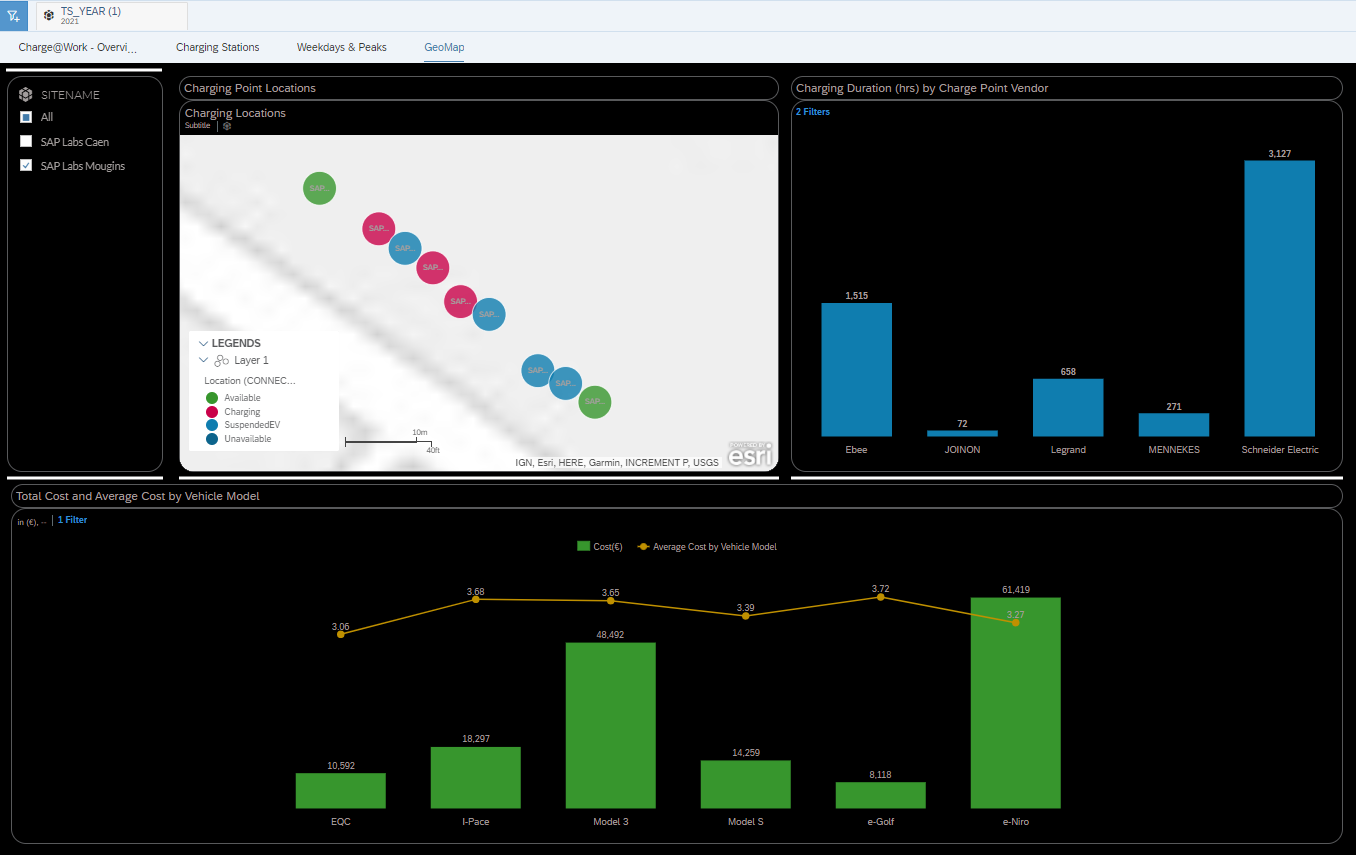 TS_YEAR (1)
2021
Charge@Work - Overvi...
Charging Stations
Weekdays & Peaks
GeoMap
SITENAME
All
SAP Labs Caen
SAP Labs Mougins
Charging Point Locations
Charging Locations
Subtitle
SAP...
SAP...
SAP...
SAP...
SAP...
SAP...
SAP...
SAP...
SAP...
LEGENDS
Layer 1
Location (CONNEC...
Available
Charging
SuspendedEV
Unavailable
10m
40ft
POWERED BY
esri
IGN, Esri, HERE, Garmin, INCREMENT P, USGS
Charging Duration (hrs) by Charge Point Vendor
2 Filters
3,127
1,515
658
271
72
Ebee
JOINON
Legrand
MENNEKES
Schneider Electric
Total Cost and Average Cost by Vehicle Model
in (€), --
1 Filter
Cost(€)
Average Cost by Vehicle Model
3.06
3.68
3.65
3.39
3.72
3.27
10,592
18,297
48,492
14,259
8,118
61,419
EQC
I-Pace
Model 3
Model S
e-Golf
e-Niro